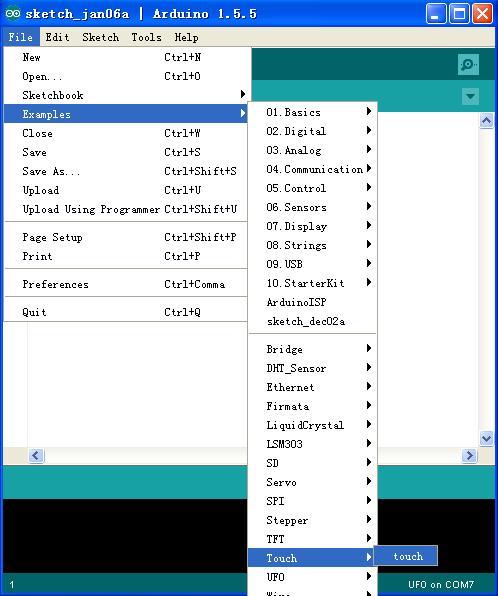 sketch_jan06a | Arduino 1.5.5
File Edit Sketch Tools Help
New Ctrl+N
Open... Ctrl+O
Sketchbook
Examples
Close Ctrl+W
Save Ctrl+S
Save As... Ctrl+Shift+S
Upload Ctrl+U
Upload Using Programmer Ctrl+Shift+U
Page Setup Ctrl+Shift+P
Print Ctrl+P
Preferences Ctrl+Comma
Quit Ctrl+Q
01.Basics
02.Digital
03.Analog
04.Communication
05.Control
06.Sensors
07.Display
08.Strings
09.USB
10.StarterKit
ArduinoISP
sketch_dec02a
Bridge
DHT_Sensor
Ethernet
Firmata
LiquidCrystal
LSM303
SD
Servo
SPI
Stepper
TFT
Touch
touch
UFO
1 UFO on COM7